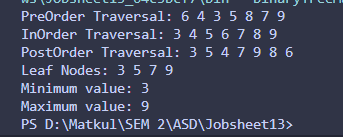 PreOrder Traversal: 6 4 3 5 8 7 9
InOrder Traversal: 3 4 5 6 7 8 9
PostOrder Traversal: 3 5 4 7 9 8 6
Leaf Nodes: 3 5 7 9
Minimum value: 3
Maximum value: 9
PS D:\Matkul\SEM 2\ASD\Jobsheet13>